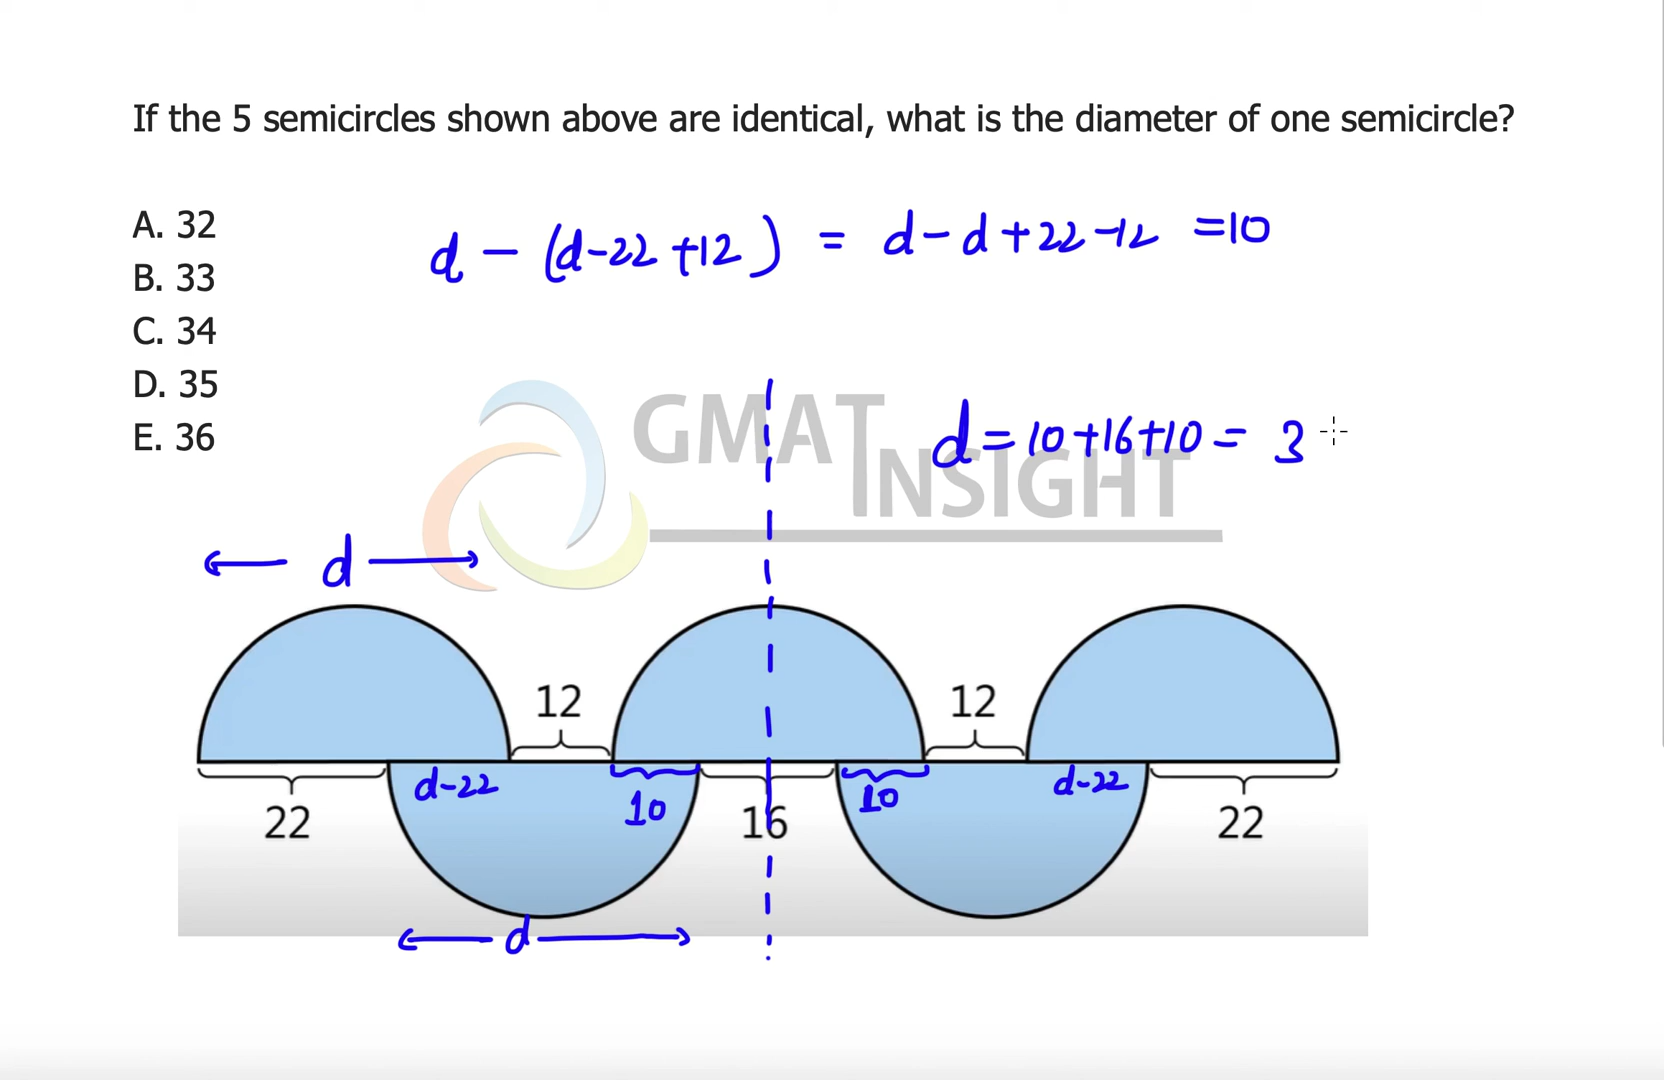 If the 5 semicircles shown above are identical, what is the diameter of one semicircle?
A. 32
B. 33
C. 34
D. 35
E. 36
d - (d-22 +12) = d-d+22-12 =10
GMAT
INSIGHT
d=10+16+10= 3
d
12
12
d-22
10
10
d-22
22
16
22
d